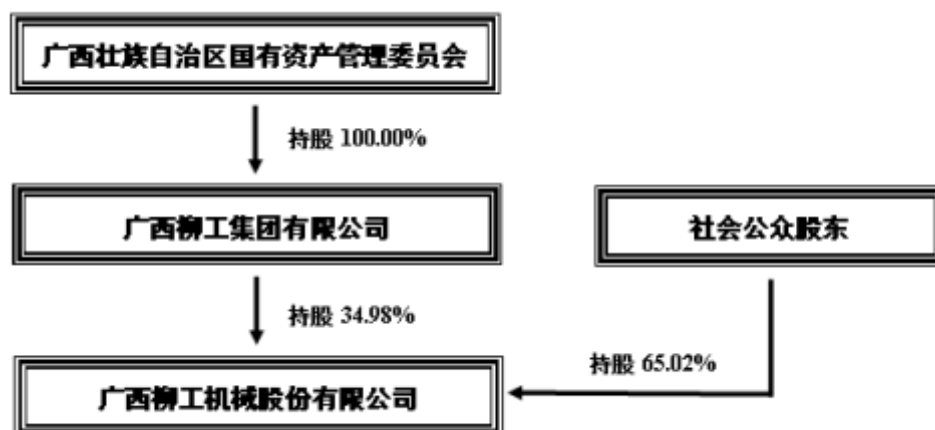 广西壮族自治区国有资产管理委员会
持股 100.00%
广西柳工集团有限公司
社会公众股东
持股 34.98%
持股 65.02%
广西柳工机械股份有限公司